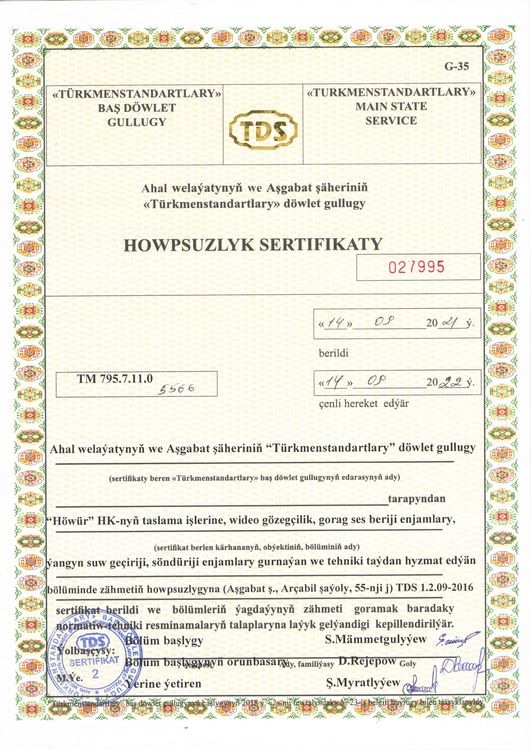 G-35
«TÜRKMENSTANDARTLARY»
BAŞ DÖWLET
GULLUGY
TDS
«TURKMENSTANDARTLARY»
MAIN STATE
SERVICE
Ahal welaýatynyň we Aşgabat şäheriniň
«Türkmenstandartlary» döwlet gullugy
HOWPSUZLYK SERTIFIKATY
027995
«14» 09 2021 ý.
berildi
TM 795.7.11.0 5566
«14» 09 2022 ý.
çenli hereket edýär
Ahal welaýatynyň we Aşgabat şäheriniň “Türkmenstandartlary” döwlet gullugy
(sertifikaty beren «Türkmenstandartlary» baş döwlet gullugynyň edarasynyň ady)
tarapyndan
“Höwür” HK-nyň taslama işlerine, wideo gözegçilik, gorag ses beriji enjamlary,
(sertifikat berlen kärhananyň, obýektiniň, bölüminiň ady)
ýangyn suw geçiriji, söndüriji enjamlary gurnaýan we tehniki taýdan hyzmat edýän
bölüminde zähmetiň howpsuzlygyna (Aşgabat ş., Arçabil şaýoly, 55-nji j) TDS 1.2.09-2016
sertifikat berildi we bölümleriň ýagdaýynyň zähmeti goramak baradaky
normatiw-tehniki resminamalaryň talaplaryna laýyk gelýandigi kepillendirilýar.
Bölüm başlygy S.Mämmetgulyýew
Ýolbaşçysy:
Bölüm başlygynyň orunbasary Ady, familiýasy D.Rejepow Goly
M.Ýe. Ýerine ýetiren Ş.Myratlyýew
TDS
SERTIFIKAT
2